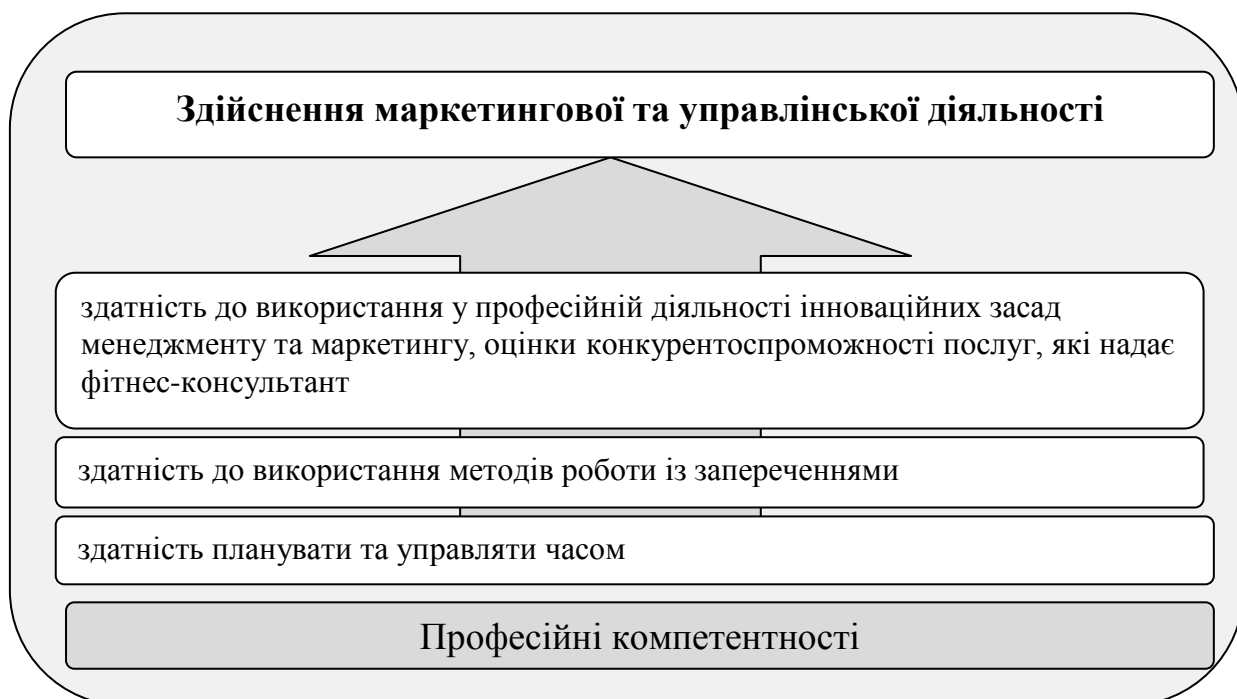 Здійснення маркетингової та управлінської діяльності
здатність до використання у професійній діяльності інноваційних засад
менеджменту та маркетингу, оцінки конкурентоспроможності послуг, які надає
фітнес-консультант
здатність до використання методів роботи із запереченнями
здатність планувати та управляти часом
Професійні компетентності